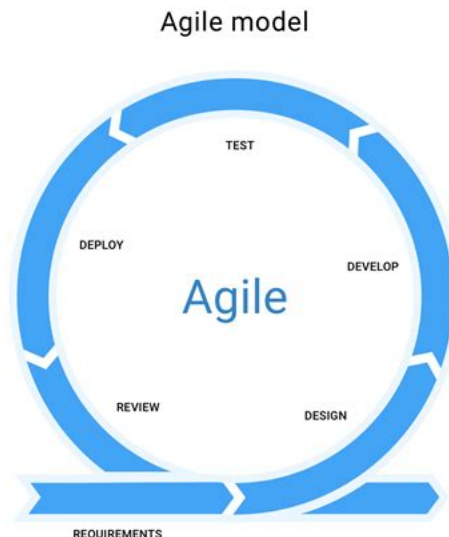 Agile model
TEST
DEPLOY
DEVELOP
Agile
REVIEW
DESIGN
REQUIREMENTS